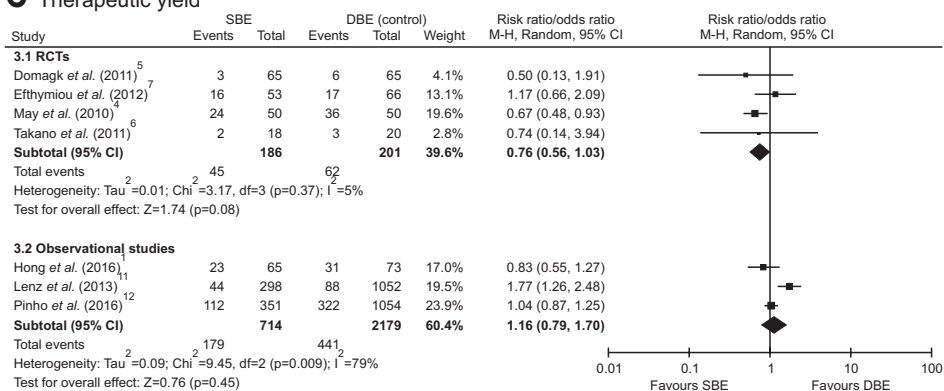 C Therapeutic yield
SBE DBE (control) Risk ratio/odds ratio Risk ratio/odds ratio
Study Events Total Events Total Weight M-H, Random, 95% CI M-H, Random, 95% CI
3.1 RCTs
Domagk et al. (2011)5 3 65 6 65 4.1% 0.50 (0.13, 1.91)
Efthymiou et al. (2012)7 16 53 17 66 13.1% 1.17 (0.66, 2.09)
May et al. (2010)4 24 50 36 50 19.6% 0.67 (0.48, 0.93)
Takano et al. (2011)6 2 18 3 20 2.8% 0.74 (0.14, 3.94)
Subtotal (95% CI) 186 201 39.6% 0.76 (0.56, 1.03)
Total events 45 62
Heterogeneity: Tau2=0.01; Chi2=3.17, df=3 (p=0.37); I2=5%
Test for overall effect: Z=1.74 (p=0.08)
3.2 Observational studies
Hong et al. (2016)1 23 65 31 73 17.0% 0.83 (0.55, 1.27)
Lenz et al. (2013)11 44 298 88 1052 19.5% 1.77 (1.26, 2.48)
Pinho et al. (2016)12 112 351 322 1054 23.9% 1.04 (0.87, 1.25)
Subtotal (95% CI) 714 2179 60.4% 1.16 (0.79, 1.70)
Total events 179 441
Heterogeneity: Tau2=0.09; Chi2=9.45, df=2 (p=0.009); I2=79%
Test for overall effect: Z=0.76 (p=0.45)
0.01 0.1 1 10 100
Favours SBE Favours DBE